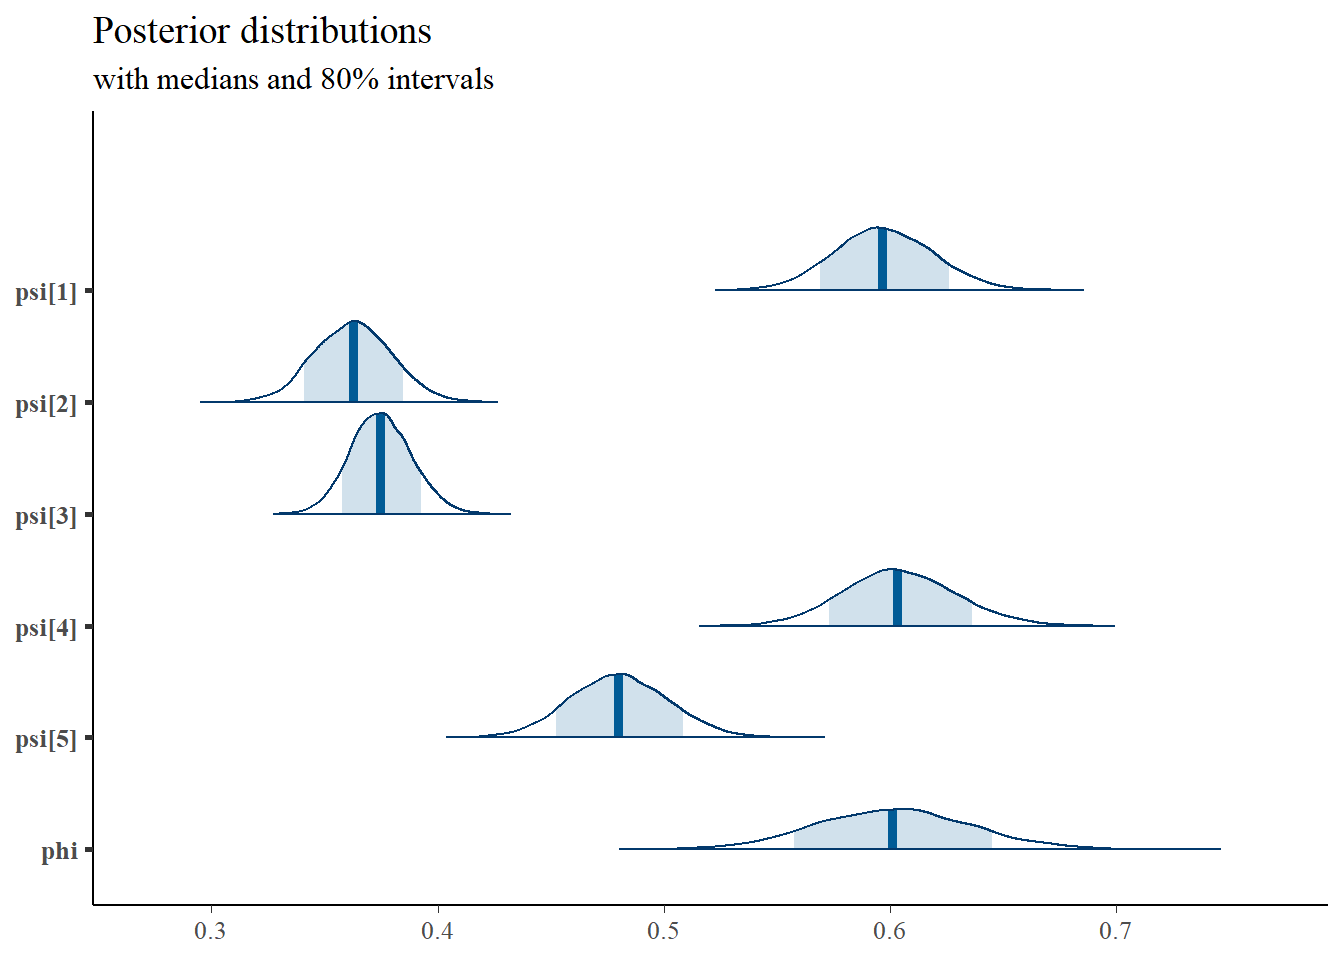 Posterior distributions
with medians and 80% intervals
psi[1]
psi[2]
psi[3]
psi[4]
psi[5]
phi
0.3 0.4 0.5 0.6 0.7